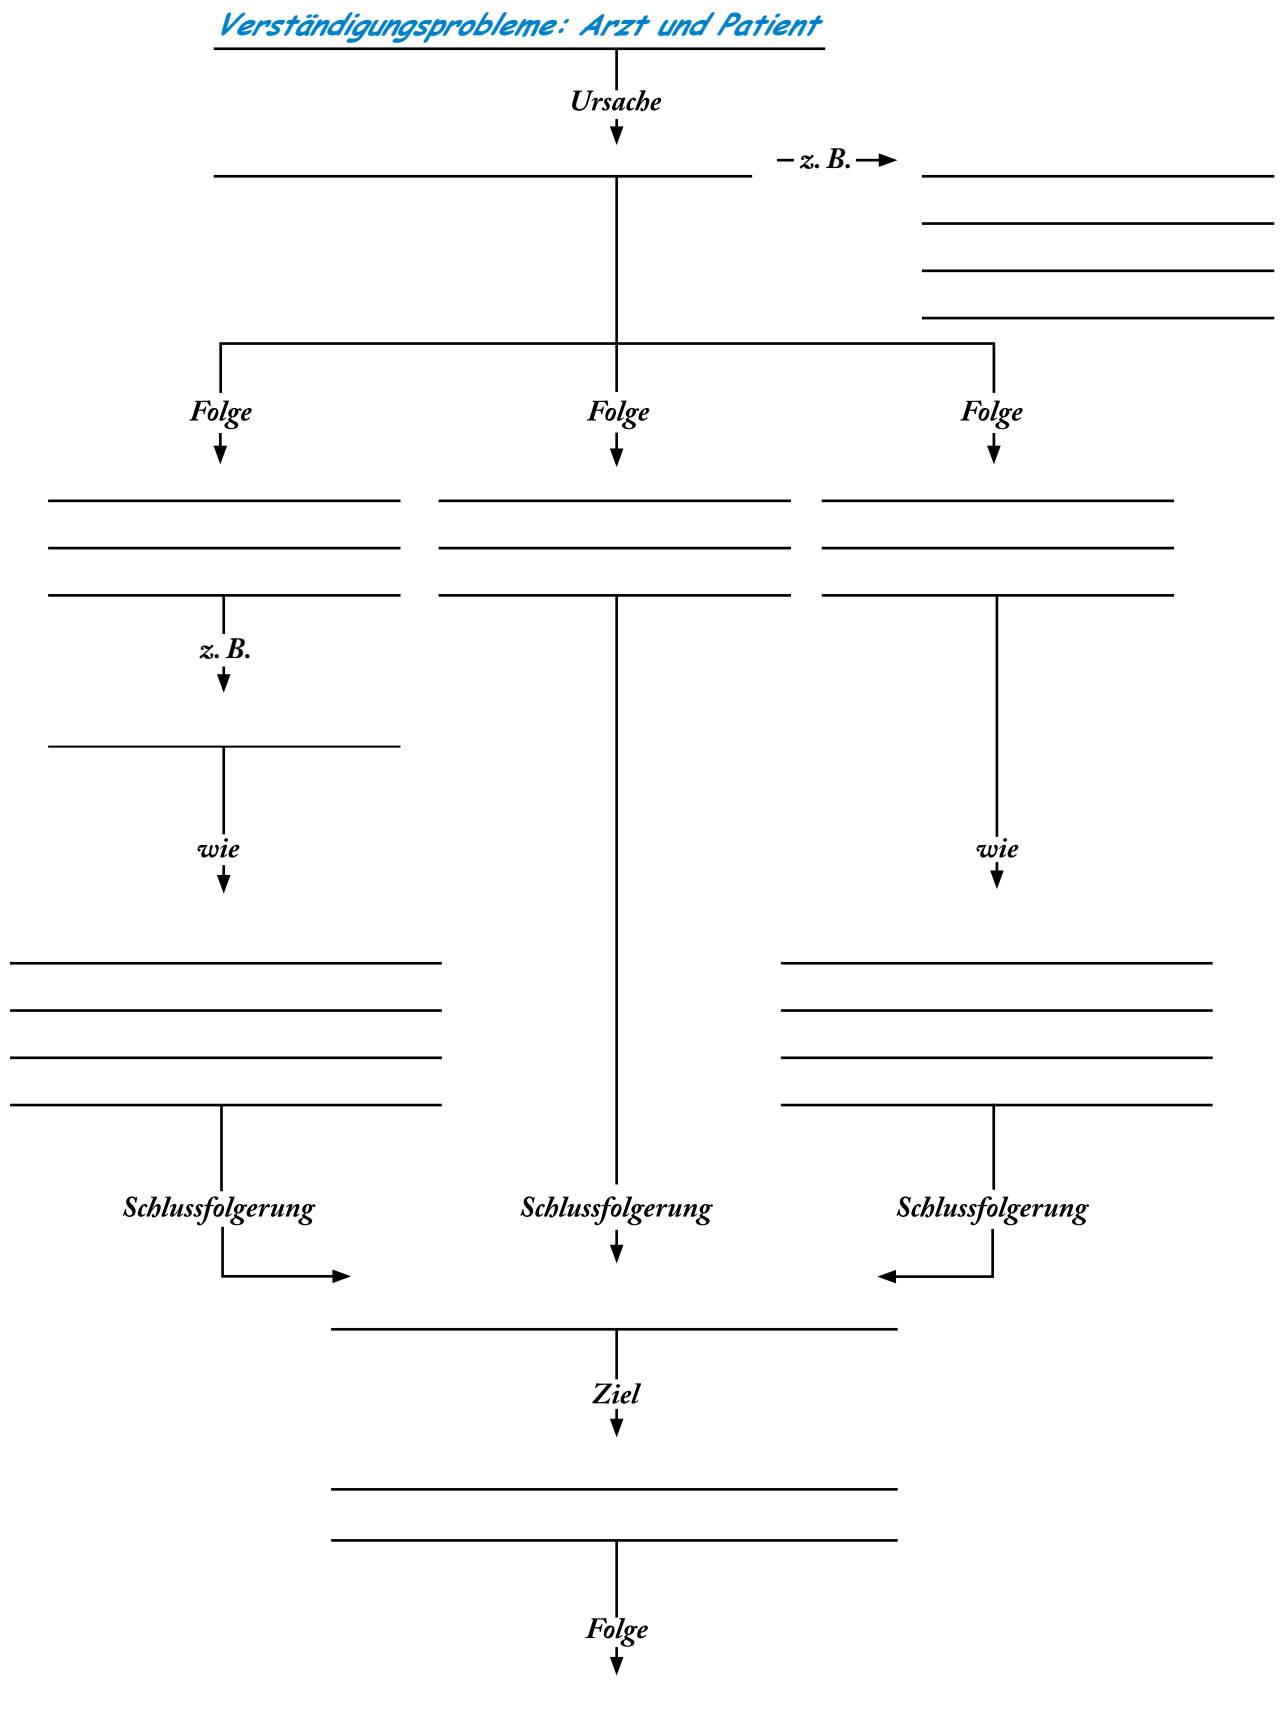 Verständigungsprobleme: Arzt und Patient
Ursache
z. B.
Folge Folge Folge
z. B.
wie wie
Schlussfolgerung Schlussfolgerung Schlussfolgerung
Ziel
Folge